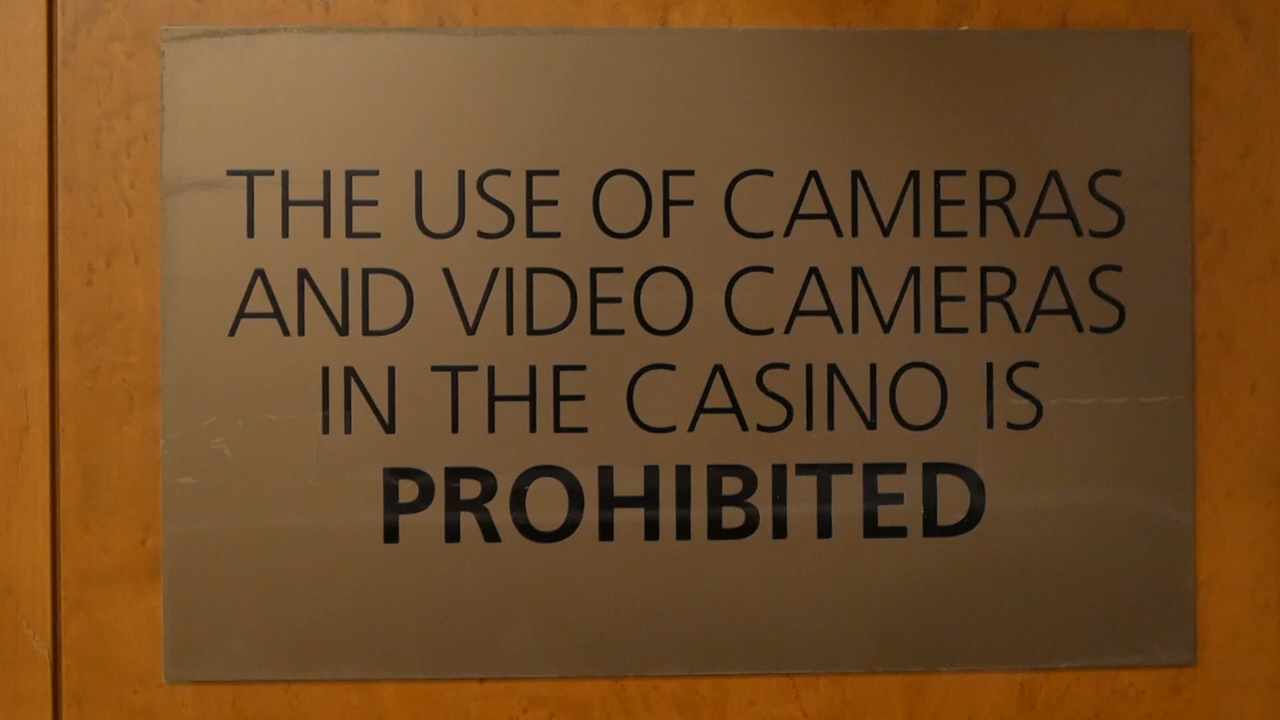 THE USE OF CAMERAS
AND VIDEO CAMERAS
IN THE CASINO IS
PROHIBITED